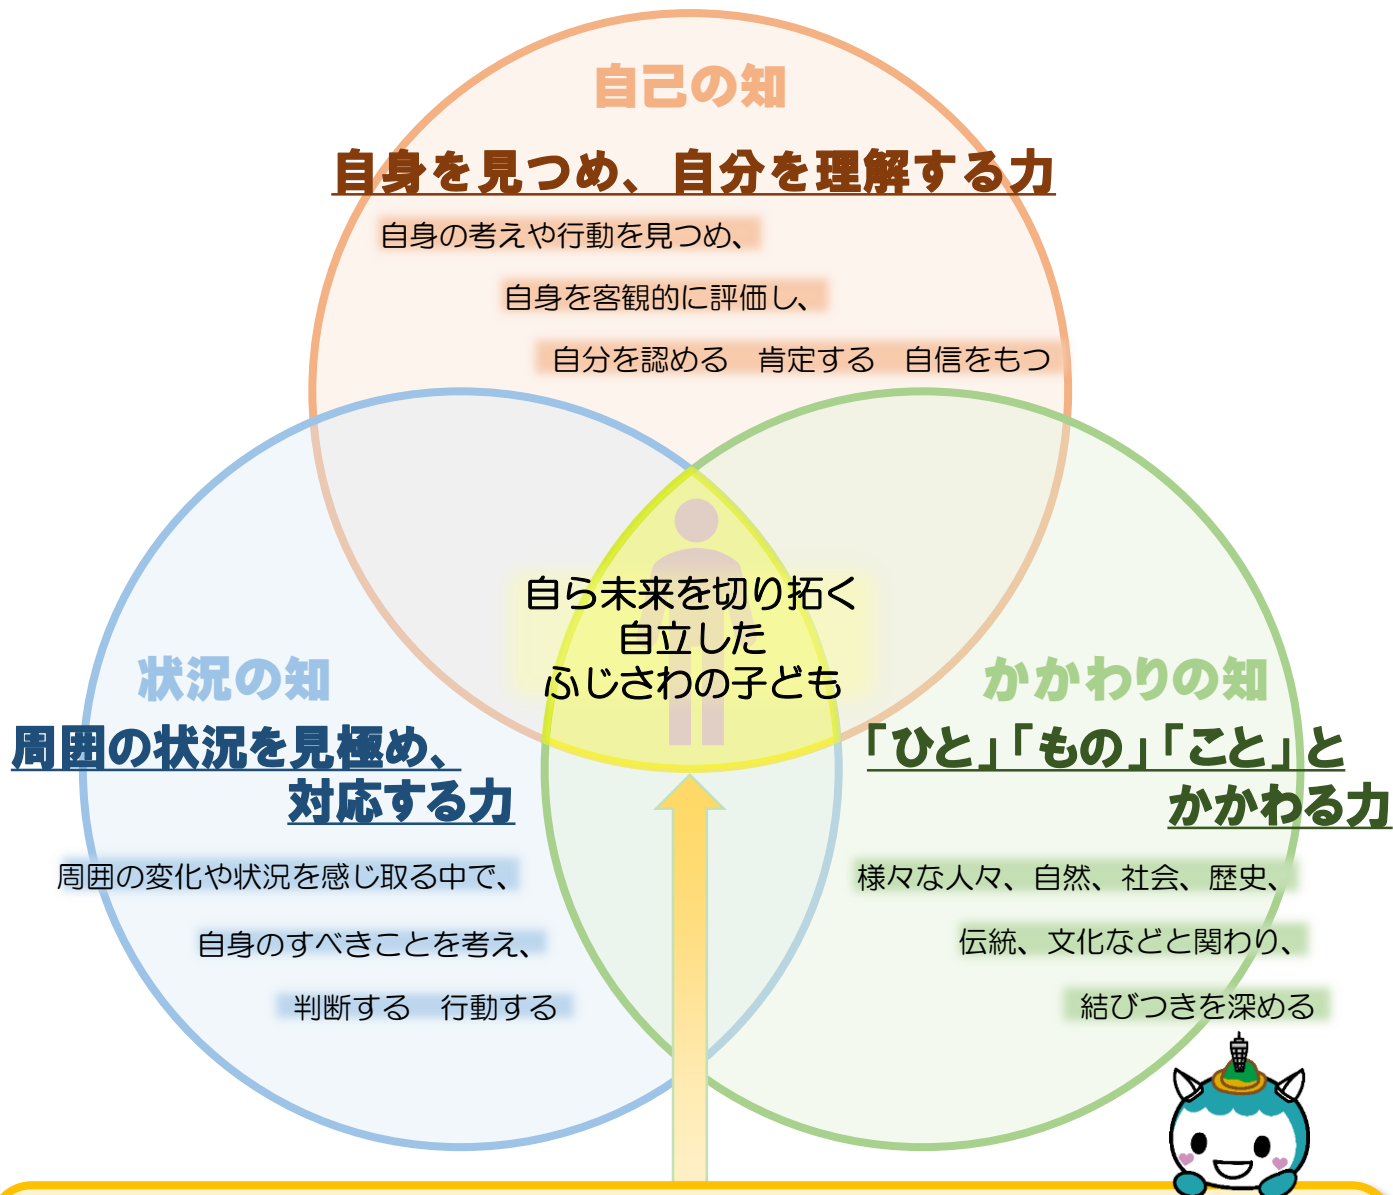 自己の知
自身を見つめ、自分を理解する力
自身の考えや行動を見つめ、
自身を客観的に評価し、
自分を認める　肯定する　自信をもつ
自ら未来を切り拓く
自立した
ふじさわの子ども
状況の知
周囲の状況を見極め、
対応する力
周囲の変化や状況を感じ取る中で、
自身のすべきことを考え、
判断する　行動する
かかわりの知
「ひと」「もの」「こと」と
かかわる力
様々な人々、自然、社会、歴史、
伝統、文化などと関わり、
結びつきを深める